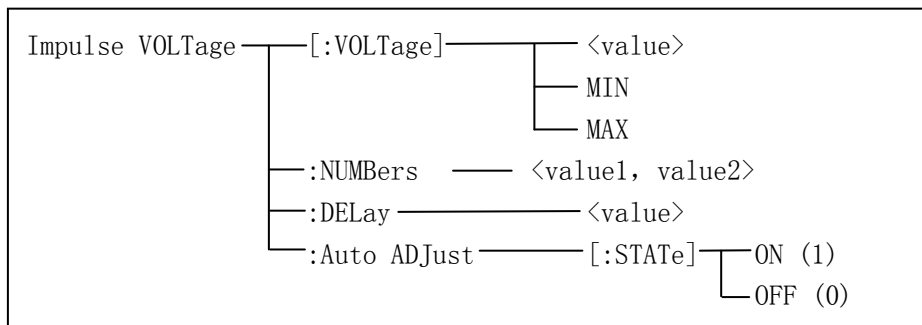 Impulse VOLTage [:VOLTage] <value>
MIN
MAX
:NUMBers <value1, value2>
:DELay <value>
:Auto ADJust [:STATe] ON (1)
OFF (0)